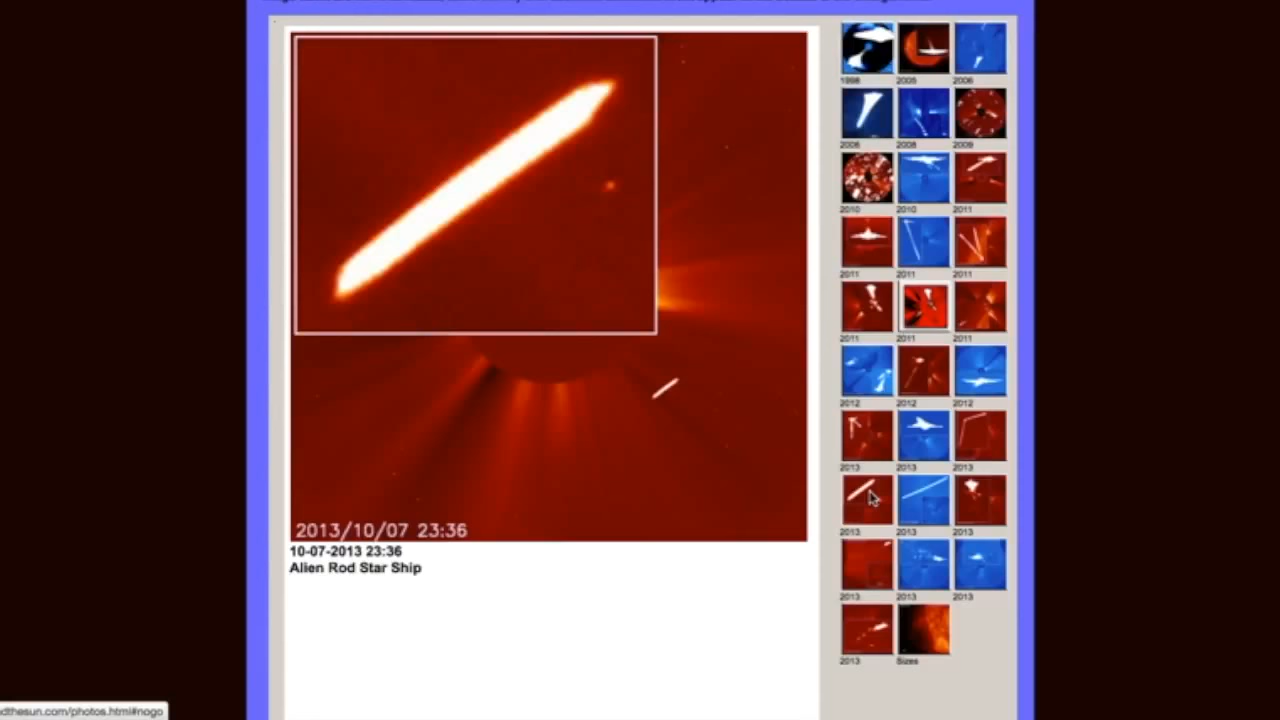 2013/10/07 23:36
10-07-2013 23:36
Alien Rod Star Ship
1998 2005 2006
2006 2008 2009
2010 2010 2011
2011 2011 2011
2011 2011 2011
2012 2012 2012
2013 2013 2013
2013 2013 2013
2013 2013 2013
2013 Sizes
dthesun.com/photos.html#nogo